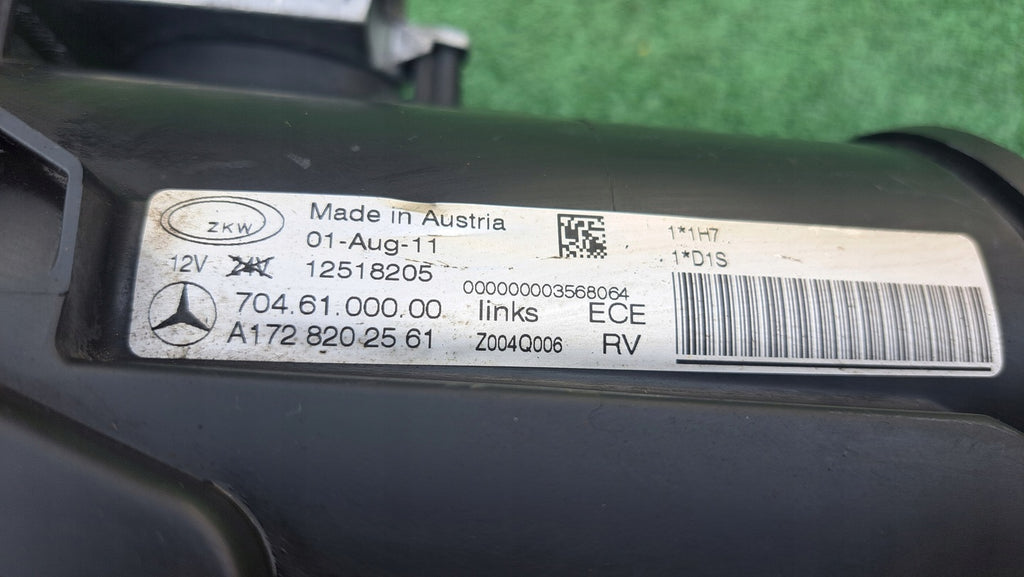 ZKW
Made in Austria
01-Aug-11
12V 24V 12518205
000000003568064
704.61.000.00 links ECE
A172 820 25 61 Z004Q006 RV
1*1H7
1*D1S